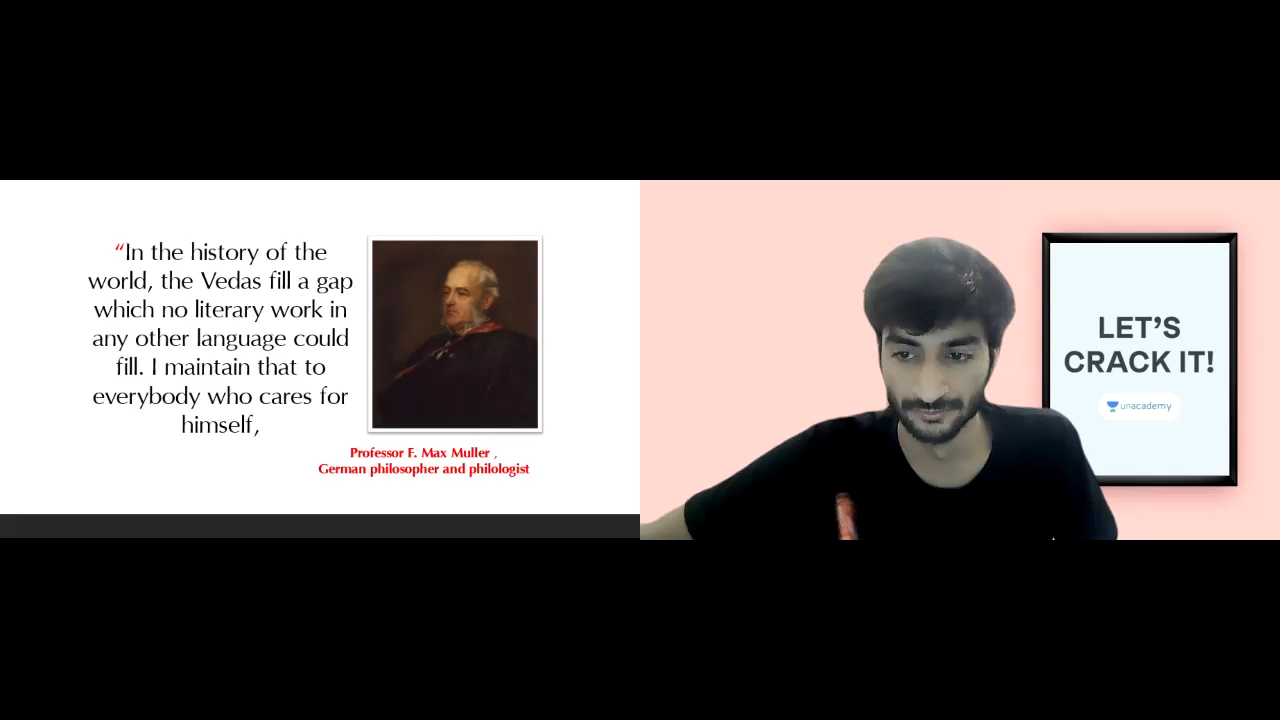 “In the history of the
world, the Vedas fill a gap
which no literary work in
any other language could
fill. I maintain that to
everybody who cares for
himself,
Professor F. Max Muller ,
German philosopher and philologist
LET’S
CRACK IT!
unacademy